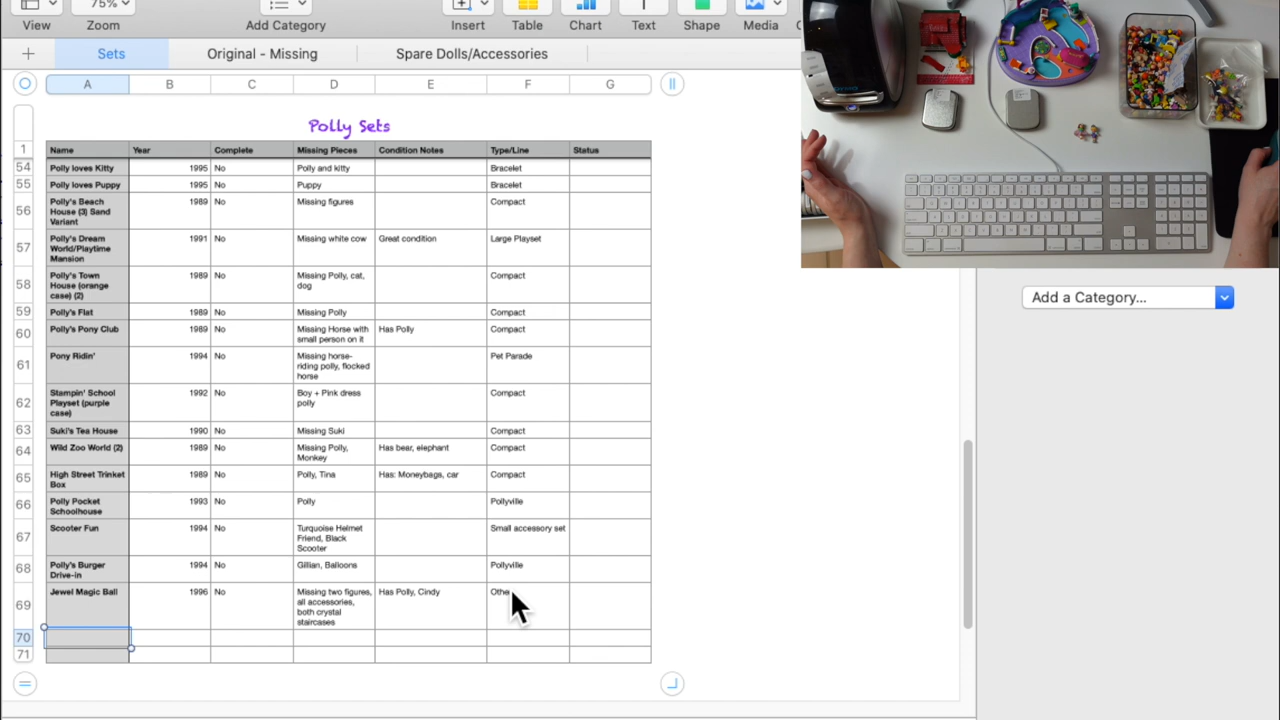 75%
View Zoom Add Category Insert Table Chart Text Shape Media
Sets Original - Missing Spare Dolls/Accessories
A B D E F G
Polly Sets
1 Name Year Complete Missing Pieces Condition Notes Type/Line Status
54 Polly loves Kitty 1995 No Polly and kitty Bracelet
55 Polly loves Puppy 1995 No Puppy Bracelet
56 Polly's Beach House (3) Sand Variant 1989 No Missing figures Compact
57 Polly's Dream World/Playtime Mansion 1991 No Missing white cow Great condition Large Playset
58 Polly's Town House (orange case) (2) 1989 No Missing Polly, cat, dog Compact
59 Polly's Flat 1989 No Missing Polly Compact
60 Polly's Pony Club 1989 No Missing Horse with small person on it Has Polly Compact
61 Pony Ridin' 1994 No Missing horse-riding polly, flocked horse Pet Parade
62 Stampin' School Playset (purple case) 1992 No Boy + Pink dress polly Compact
63 Suki's Tea House 1990 No Missing Suki Compact
64 Wild Zoo World (2) 1989 No Missing Polly, Monkey Has bear, elephant Compact
65 High Street Trinket Box 1989 No Polly, Tina Has: Moneybags, car Compact
66 Polly Pocket Schoolhouse 1993 No Polly Pollyville
67 Scooter Fun 1994 No Turquoise Helmet Friend, Black Scooter Small accessory set
68 Polly's Burger Drive-in 1994 No Gillian, Balloons Pollyville
69 Jewel Magic Ball 1996 No Missing two figures, all accessories, both crystal staircases Has Polly, Cindy Othe
70
71
Add a Category...